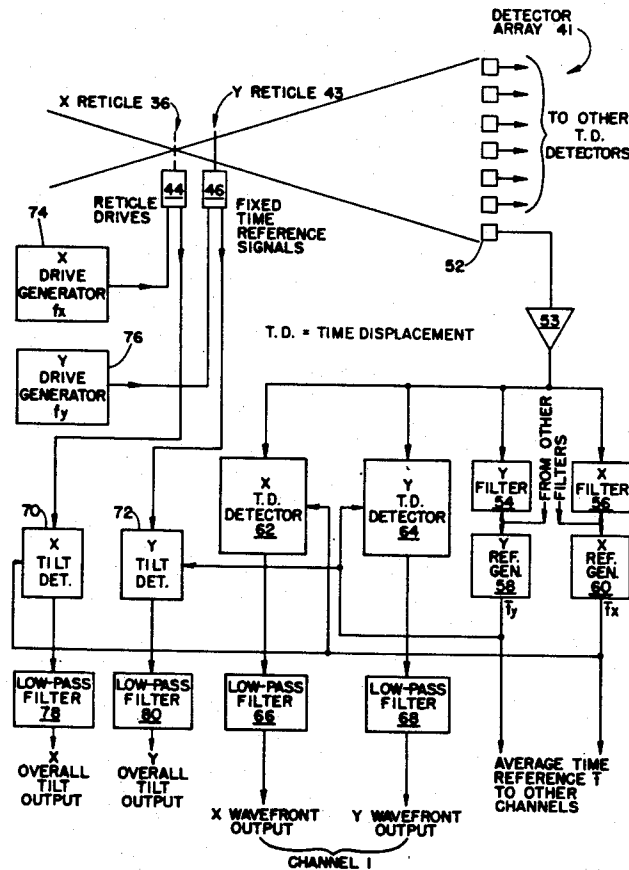 DETECTOR
ARRAY 41
X RETICLE 36
Y RETICLE 43
TO OTHER
T. D.
DETECTORS
44
46
RETICLE
DRIVES
FIXED
TIME
REFERENCE
SIGNALS
52
74
X
DRIVE
GENERATOR
fx
53
T. D. = TIME DISPLACEMENT
76
Y
DRIVE
GENERATOR
fy
FROM OTHER
FILTERS
X
T. D.
DETECTOR
62
Y
T. D.
DETECTOR
64
Y
FILTER
54
X
FILTER
56
70
X
TILT
DET.
72
Y
TILT
DET.
Y
REF.
GEN.
58
X
REF.
GEN.
60
t̄y
t̄x
LOW-PASS
FILTER
78
LOW-PASS
FILTER
80
LOW-PASS
FILTER
66
LOW-PASS
FILTER
68
X
OVERALL
TILT
OUTPUT
Y
OVERALL
TILT
OUTPUT
X WAVEFRONT
OUTPUT
Y WAVEFRONT
OUTPUT
AVERAGE TIME
REFERENCE t̄
TO OTHER
CHANNELS
CHANNEL 1